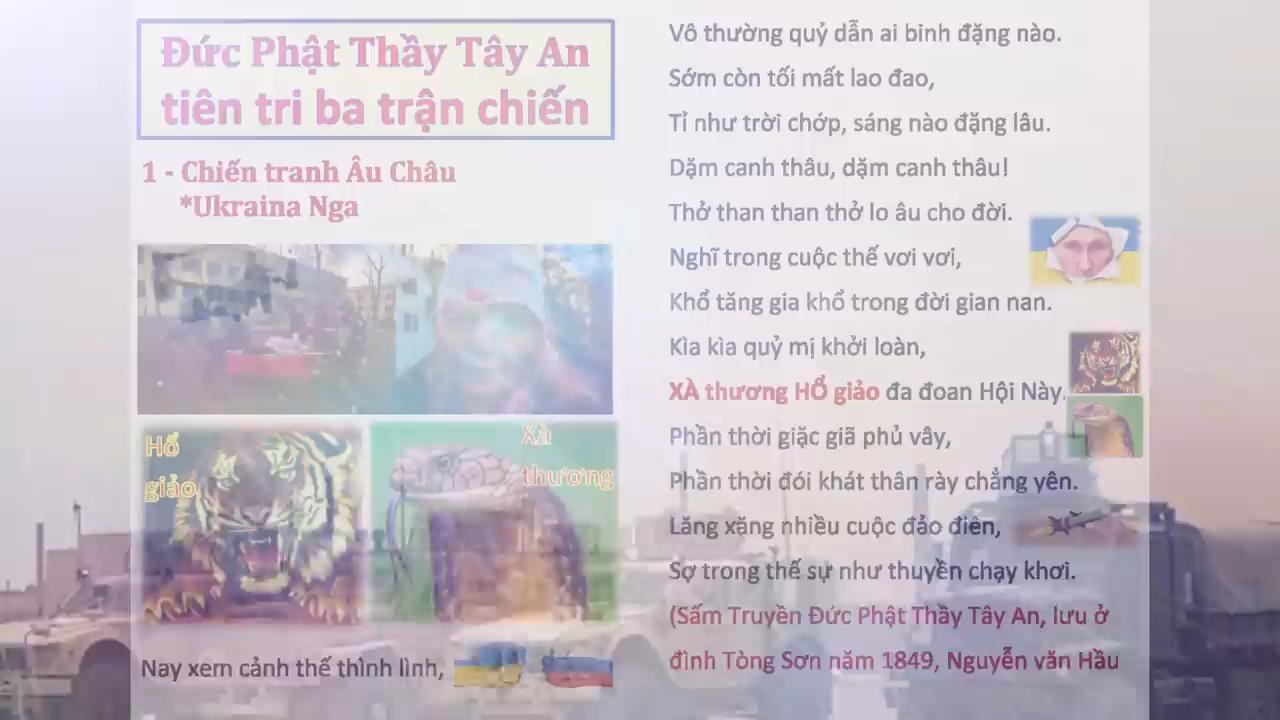 Đức Phật Thầy Tây An
tiên tri ba trận chiến
1 - Chiến tranh Âu Châu
*Ukraina Nga
Hổ
giảo
Xà
thương
Nay xem cảnh thế thình lình,
Vô thường quỷ dẫn ai binh đặng nào.
Sớm còn tối mất lao đao,
Tỉ như trời chớp, sáng nào đặng lâu.
Dặm canh thâu, dặm canh thâu!
Thở than than thở lo âu cho đời.
Nghĩ trong cuộc thế vơi vơi,
Khổ tăng gia khổ trong đời gian nan.
Kìa kìa quỷ mị khởi loàn,
XÀ thương HỔ giảo đa đoan Hội Này.
Phần thời giặc giã phủ vây,
Phần thời đói khát thân rày chẳng yên.
Lăng xăng nhiều cuộc đảo điên,
Sợ trong thế sự như thuyền chạy khơi.
(Sấm Truyền Đức Phật Thầy Tây An, lưu ở
đình Tòng Sơn năm 1849, Nguyễn văn Hầu